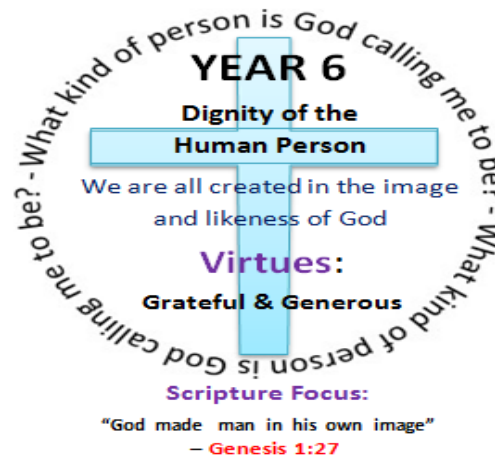 What kind of person is God calling me to be? - What kind of person is God calling me to be? -
YEAR 6
Dignity of the
Human Person
We are all created in the image
and likeness of God
Virtues:
Grateful & Generous
Scripture Focus:
“God made man in his own image”
– Genesis 1:27